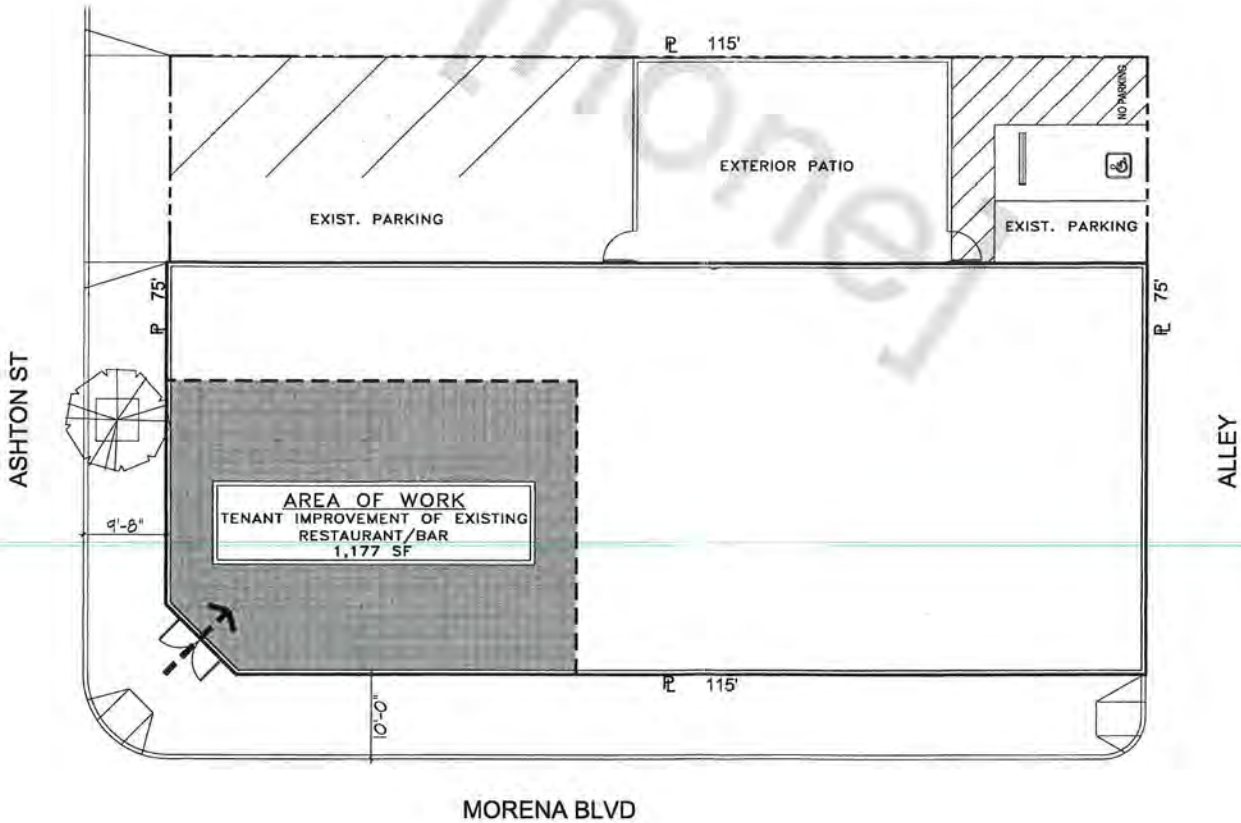 ℄ 115'
NO PARKING
EXTERIOR PATIO
EXIST. PARKING
EXIST. PARKING
75'
℄ 75'
℄
ASHTON ST
ALLEY
AREA OF WORK
TENANT IMPROVEMENT OF EXISTING
RESTAURANT/BAR
1,177 SF
9'-8"
℄ 115'
10'-0"
MORENA BLVD